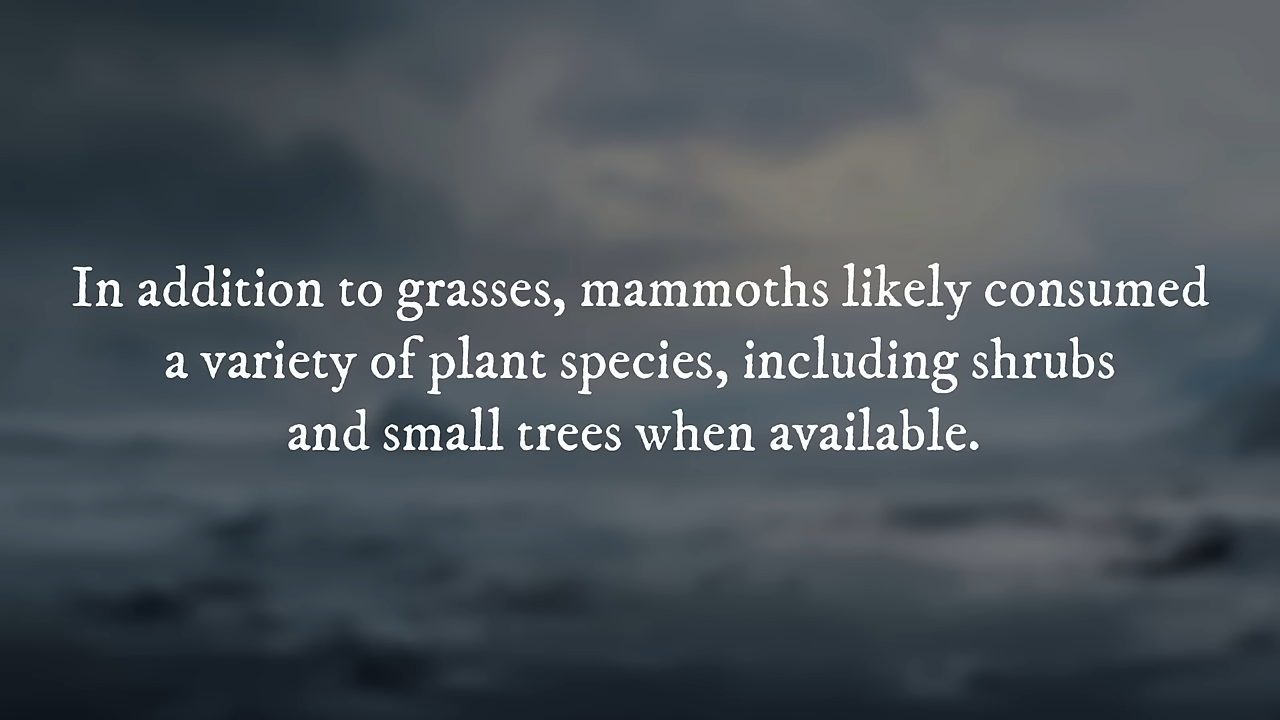 In addition to grasses, mammoths likely consumed
a variety of plant species, including shrubs
and small trees when available.